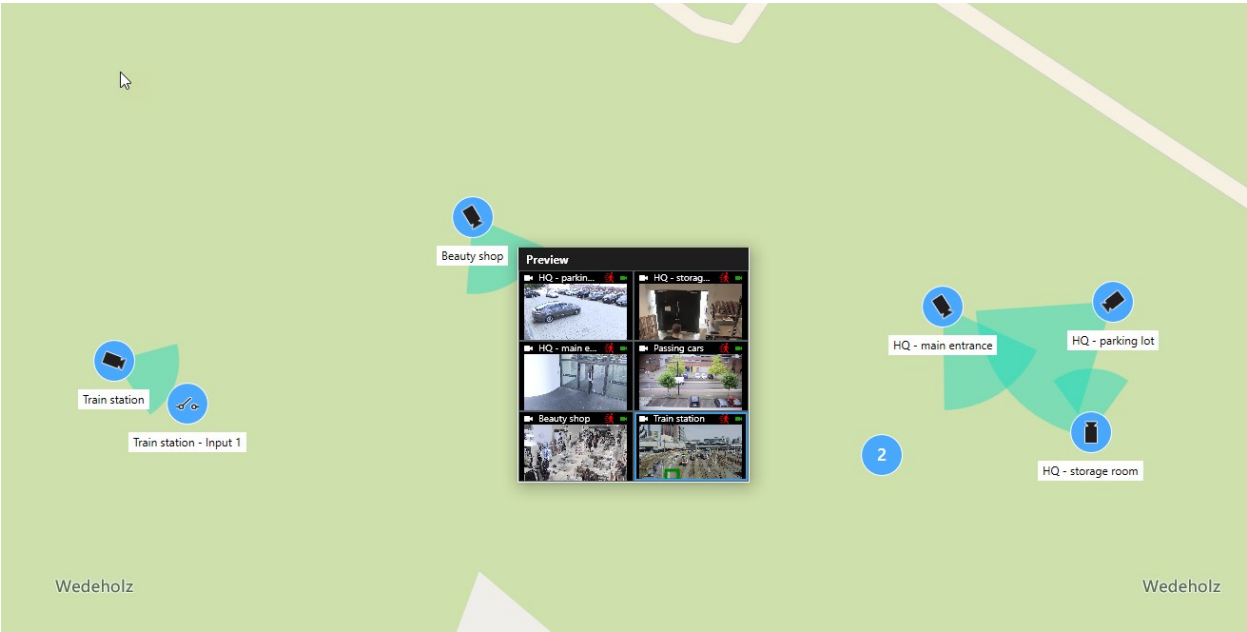 Beauty shop
Preview
HQ - parkin...
HQ - storag...
HQ - main e...
Passing cars
Beauty shop
Train station
HQ - main entrance
HQ - parking lot
Train station
Train station - Input 1
2
HQ - storage room
Wedeholz
Wedeholz